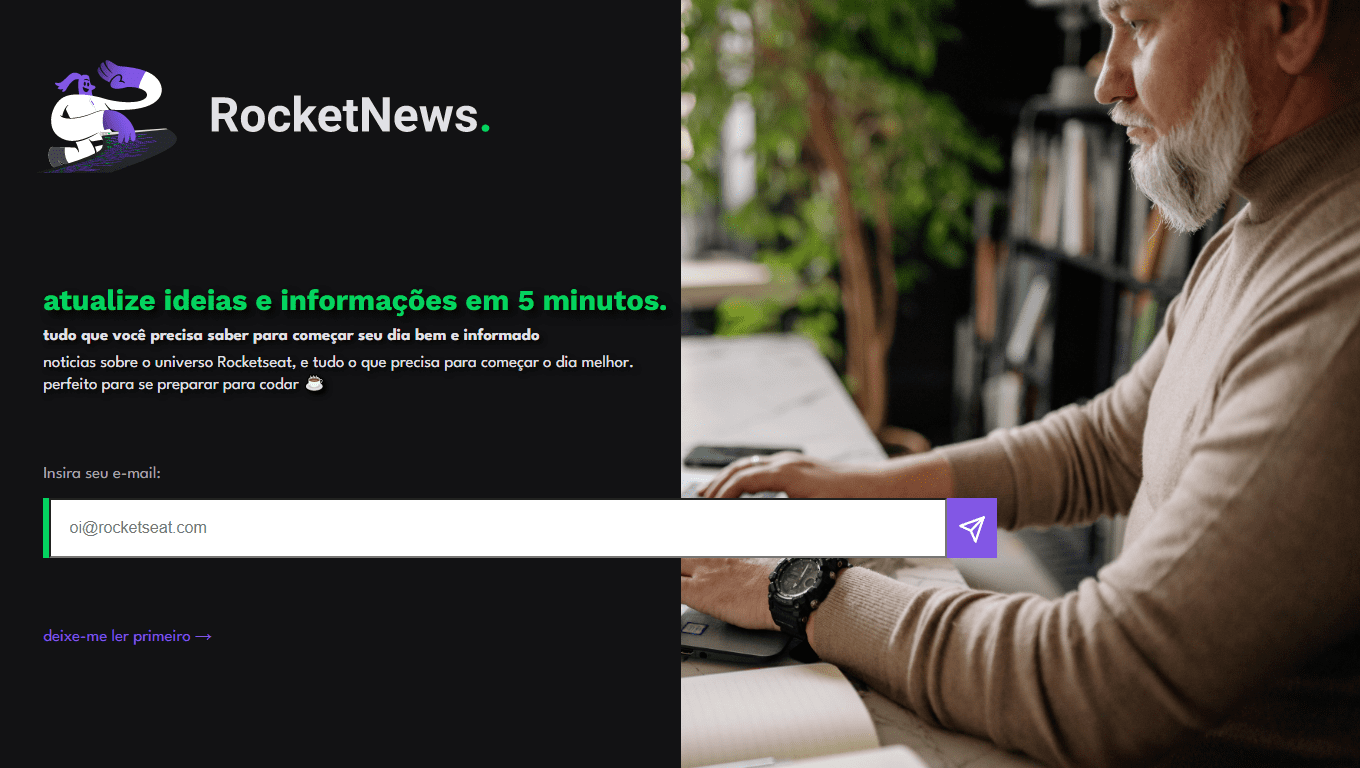 RocketNews.
atualize ideias e informações em 5 minutos.
tudo que você precisa saber para começar seu dia bem e informado
noticias sobre o universo Rocketseat, e tudo o que precisa para começar o dia melhor.
perfeito para se preparar para codar ☕
Insira seu e-mail:
oi@rocketseat.com
deixe-me ler primeiro →